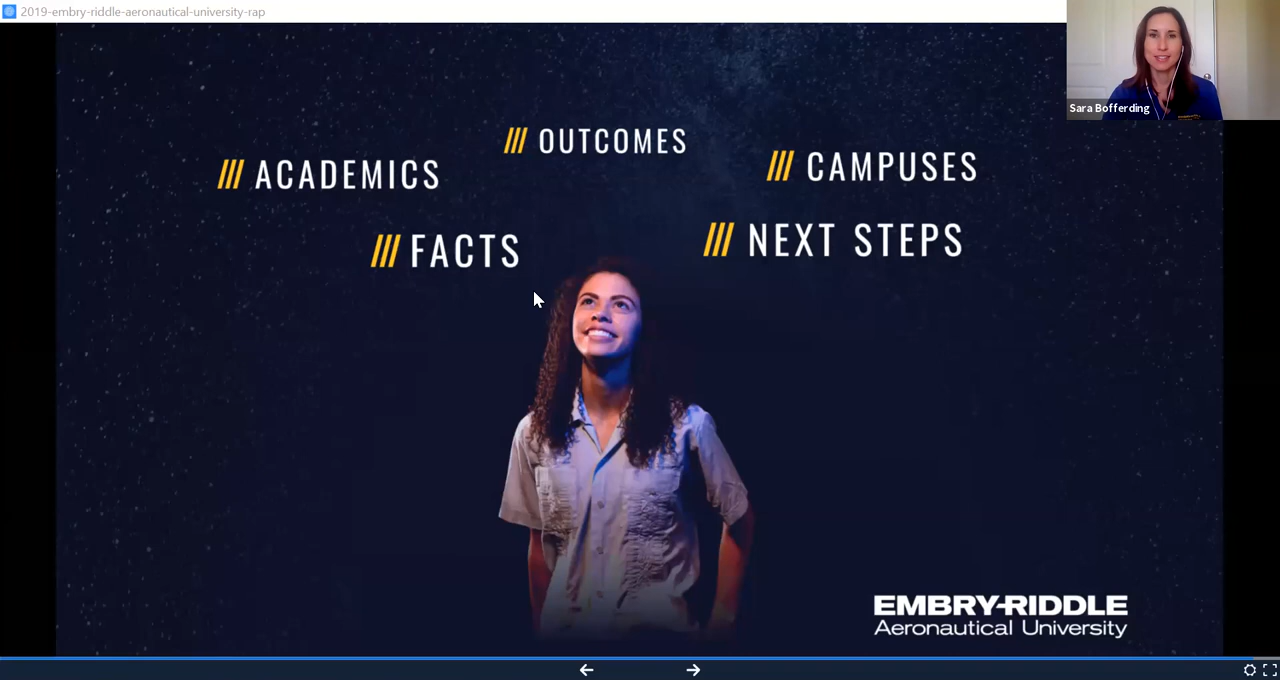 2019-embry-riddle-aeronautical-university-rap
Sara Bofferding
/// OUTCOMES
/// ACADEMICS
/// CAMPUSES
/// FACTS
/// NEXT STEPS
EMBRY-RIDDLE
Aeronautical University